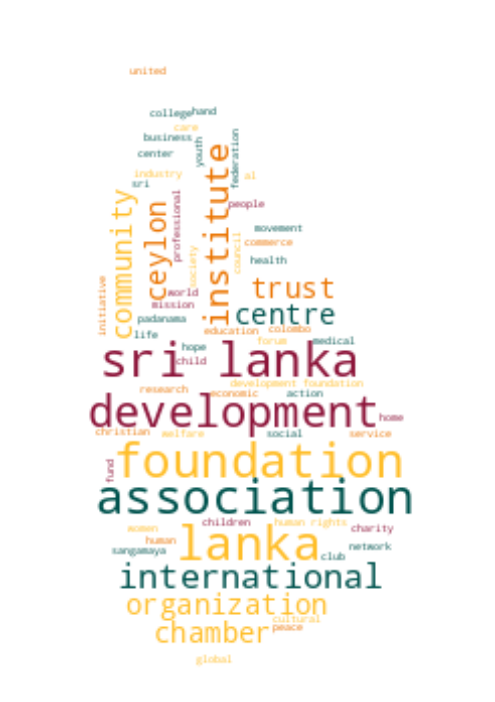 united
college hand
care
business
youth
federation
center
institute
industry
al
sri
community
ceylon
professional
people
movement
council
commerce
society
health
initiative
trust
world
mission
centre
padanama
education colombo
life
forum medical
hope
sri lanka
child
development foundation
research
economic action
development
home
christian welfare social service
foundation
fund
association
children human rights
women charity
lanka
human
network
sangamaya
club
international
organization
cultural
chamber
peace
global